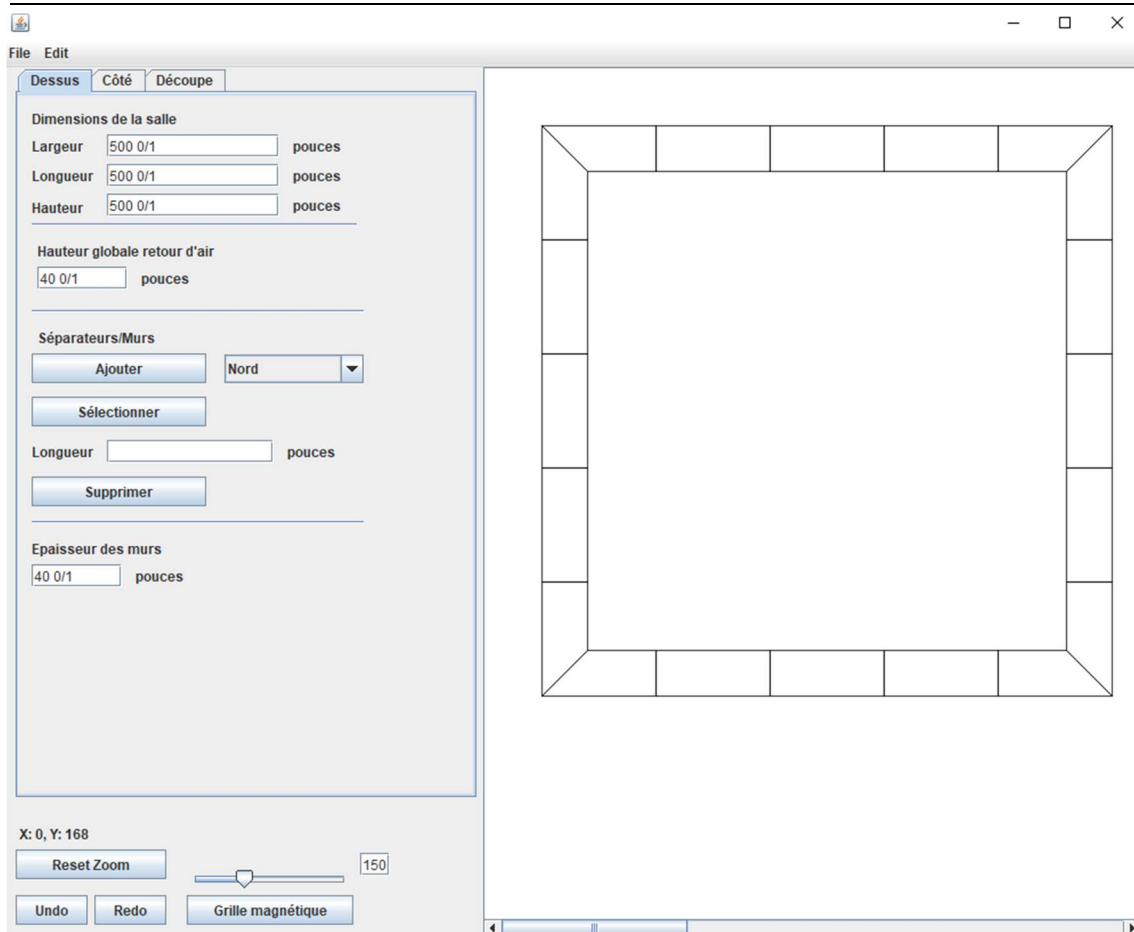 File Edit
Dessus Côté Découpe
Dimensions de la salle
Largeur 500 0/1 pouces
Longueur 500 0/1 pouces
Hauteur 500 0/1 pouces
Hauteur globale retour d'air
40 0/1 pouces
Séparateurs/Murs
Ajouter Nord
Sélectionner
Longueur pouces
Supprimer
Epaisseur des murs
40 0/1 pouces
X: 0, Y: 168
Reset Zoom 150
Undo Redo Grille magnétique